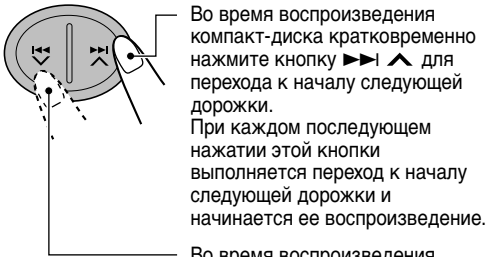 Во время воспроизведения
компакт-диска кратковременно
нажмите кнопку ►►I ∧ для
перехода к началу следующей
дорожки.
При каждом последующем
нажатии этой кнопки
выполняется переход к началу
следующей дорожки и
начинается ее воспроизведение.
Во время воспроизведения